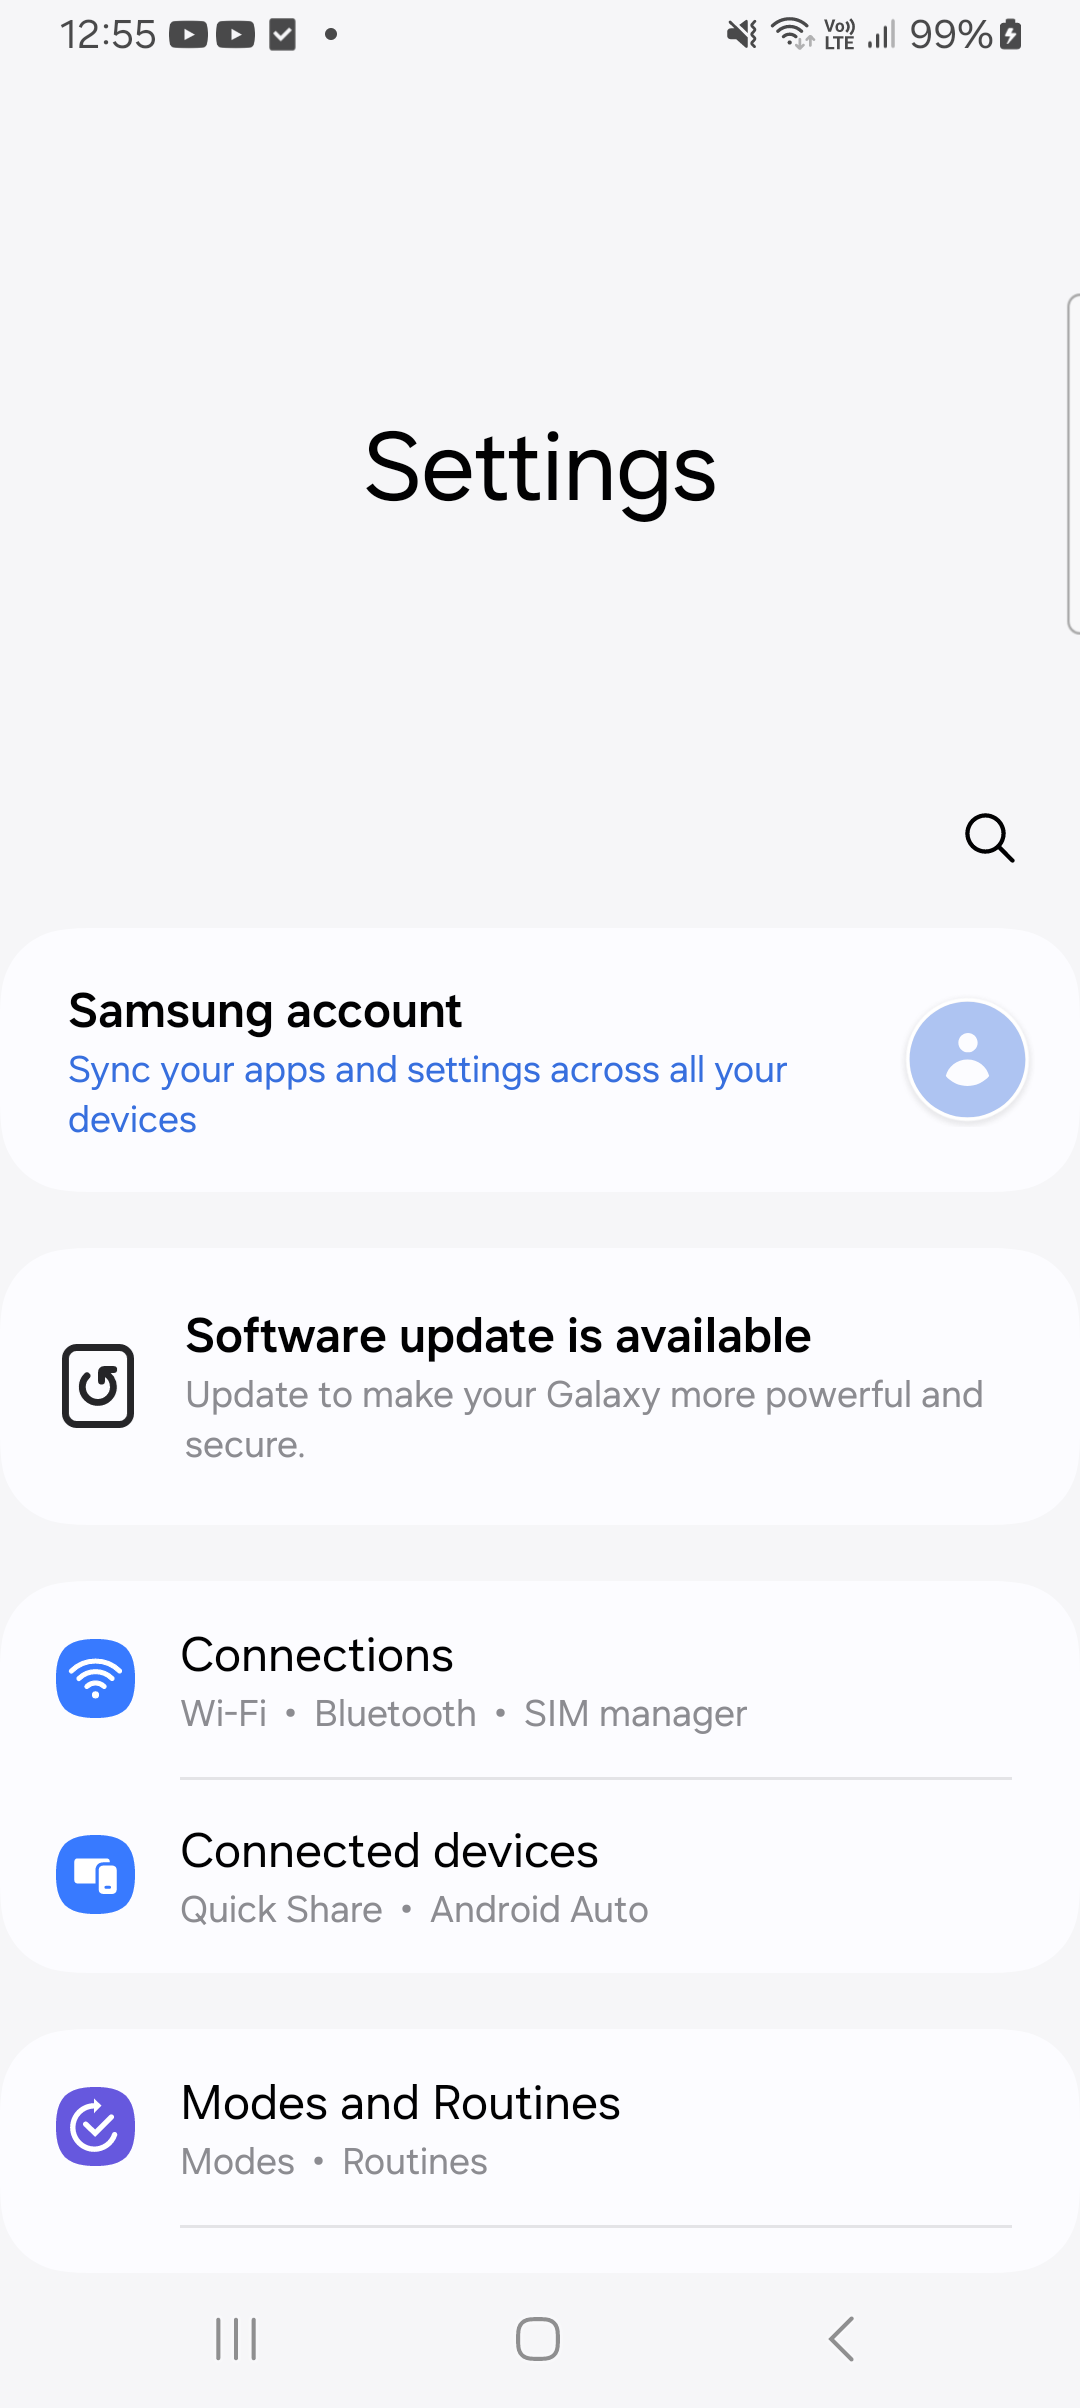 12:55
Vo)) LTE
99%
Settings
Samsung account
Sync your apps and settings across all your
devices
Software update is available
Update to make your Galaxy more powerful and
secure.
Connections
Wi-Fi • Bluetooth • SIM manager
Connected devices
Quick Share • Android Auto
Modes and Routines
Modes • Routines